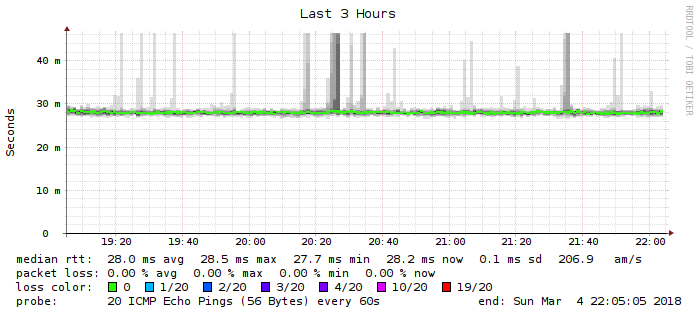 Last 3 Hours
RRDTOOL / TOBI OETIKER
Seconds
40 m
30 m
20 m
10 m
0
19:20 19:40 20:00 20:20 20:40 21:00 21:20 21:40 22:00
median rtt: 28.0 ms avg 28.5 ms max 27.7 ms min 28.2 ms now 0.1 ms sd 206.9 am/s
packet loss: 0.00 % avg 0.00 % max 0.00 % min 0.00 % now
loss color: 0 1/20 2/20 3/20 4/20 10/20 19/20
probe: 20 ICMP Echo Pings (56 Bytes) every 60s end: Sun Mar 4 22:05:05 2018